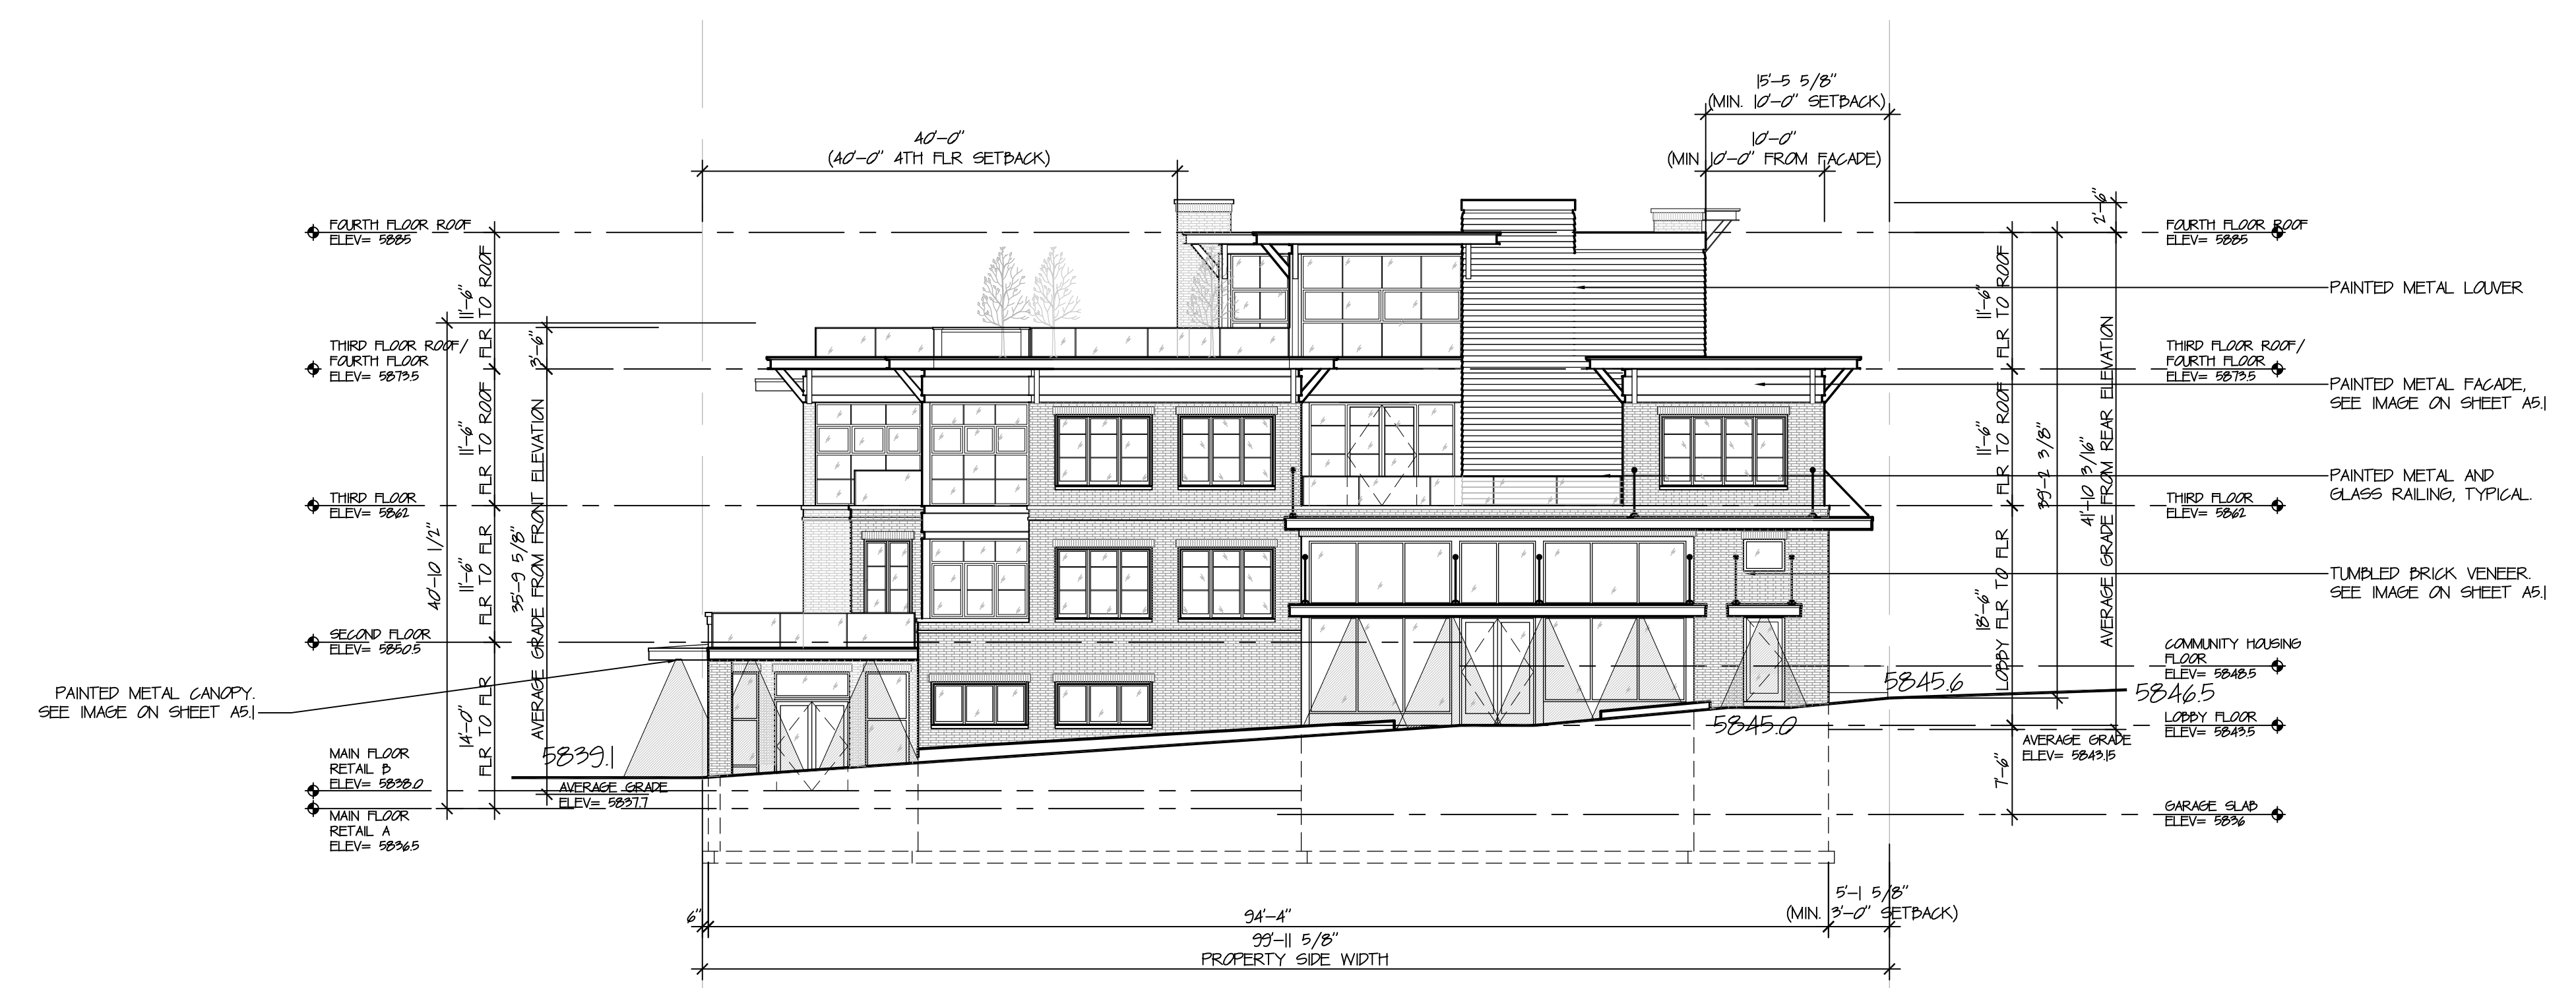 15'-5 5/8"
(MIN. 10'-0" SETBACK)
40'-0"
(40'-0" 4TH FLR SETBACK)
10'-0"
(MIN 10'-0" FROM FACADE)
2'-6"
FOURTH FLOOR ROOF
ELEV= 5885
THIRD FLOOR ROOF/
FOURTH FLOOR
ELEV= 5873.5
THIRD FLOOR
ELEV= 5862
SECOND FLOOR
ELEV= 5850.5
PAINTED METAL CANOPY.
SEE IMAGE ON SHEET A5.1
MAIN FLOOR
RETAIL B
ELEV= 5838.0
MAIN FLOOR
RETAIL A
ELEV= 5836.5
40'-10 1/2"
11'-6"
FLR TO ROOF
11'-6"
FLR TO ROOF
11'-6"
FLR TO FLR
14'-0"
FLR TO FLR
3'-6"
35'-9 5/8"
AVERAGE GRADE FROM FRONT ELEVATION
5839.1
AVERAGE GRADE
ELEV= 5837.7
FOURTH FLOOR ROOF
ELEV= 5885
PAINTED METAL LOUVER
THIRD FLOOR ROOF/
FOURTH FLOOR
ELEV= 5873.5
PAINTED METAL FACADE,
SEE IMAGE ON SHEET A5.1
PAINTED METAL AND
GLASS RAILING, TYPICAL.
THIRD FLOOR
ELEV= 5862
TUMBLED BRICK VENEER.
SEE IMAGE ON SHEET A5.1
COMMUNITY HOUSING
FLOOR
ELEV= 5848.5
5845.6
5846.5
5845.0
LOBBY FLOOR
ELEV= 5843.5
AVERAGE GRADE
ELEV= 5843.15
GARAGE SLAB
ELEV= 5836
11'-6"
FLR TO ROOF
11'-6"
FLR TO ROOF
18'-6"
LOBBY FLR TO FLR
7'-6"
39'-2 3/8"
41'-10 3/16"
AVERAGE GRADE FROM REAR ELEVATION
6"
94'-4"
5'-1 5/8"
(MIN. 3'-0" SETBACK)
99'-11 5/8"
PROPERTY SIDE WIDTH